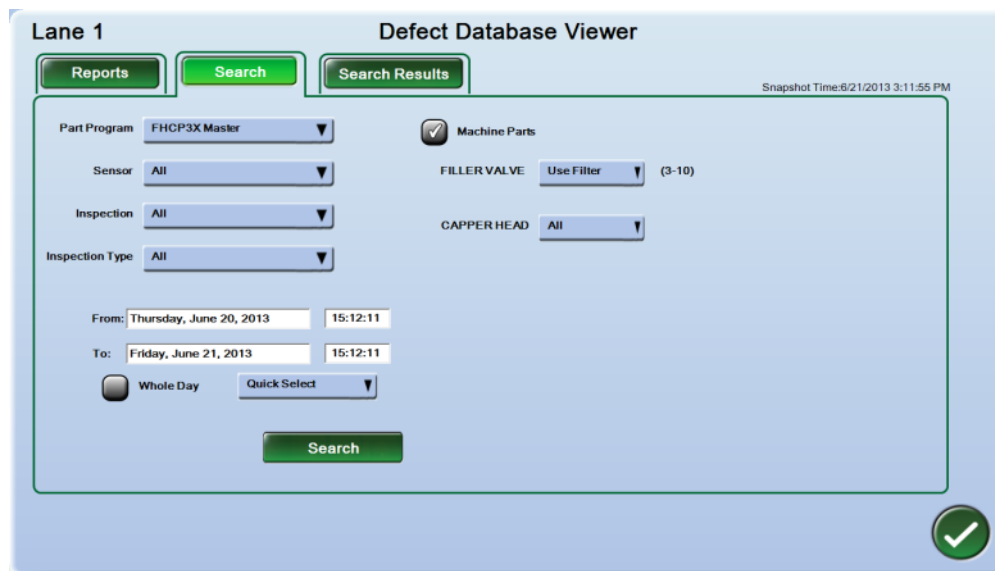 Lane 1
Defect Database Viewer
Reports
Search
Search Results
Snapshot Time:6/21/2013 3:11:55 PM
Part Program FHCP3X Master
Machine Parts
Sensor All
FILLER VALVE Use Filter (3-10)
Inspection All
CAPPER HEAD All
Inspection Type All
From: Thursday, June 20, 2013 15:12:11
To: Friday, June 21, 2013 15:12:11
Whole Day Quick Select
Search